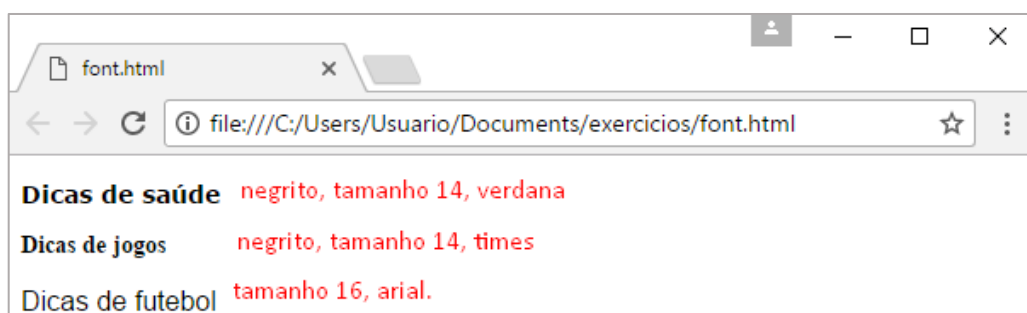 font.html
file:///C:/Users/Usuario/Documents/exercicios/font.html
Dicas de saúde negrito, tamanho 14, verdana
Dicas de jogos negrito, tamanho 14, times
Dicas de futebol tamanho 16, arial.